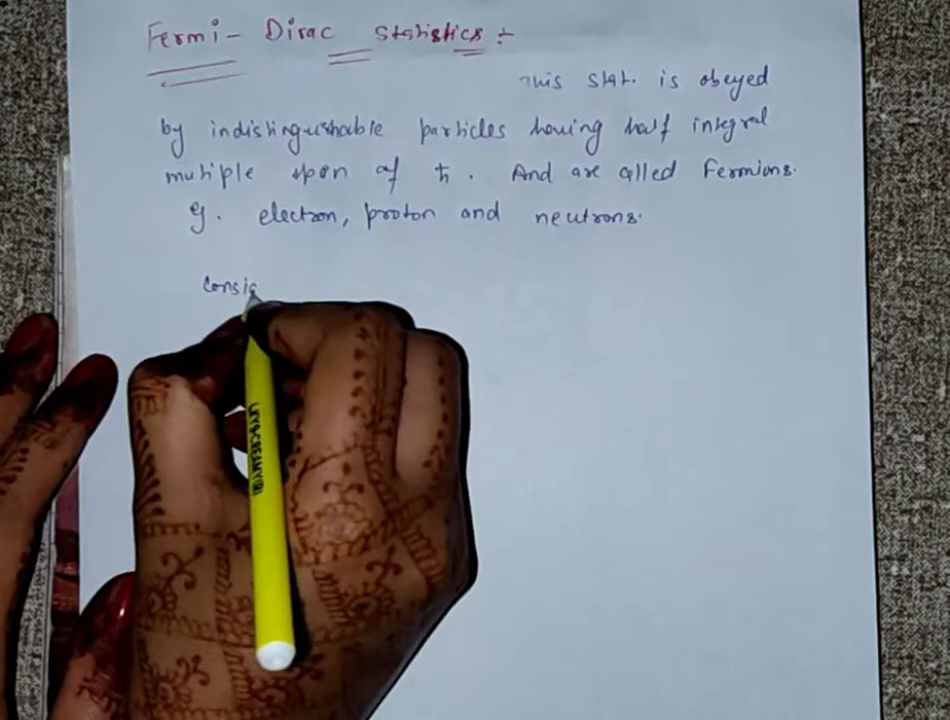 Fermi - Dirac Statistics :-
This stat. is obeyed
by indistinguishable particles having half integral
multiple spin of ħ. And are called Fermions.
eg. electron, proton and neutrons.
Consid